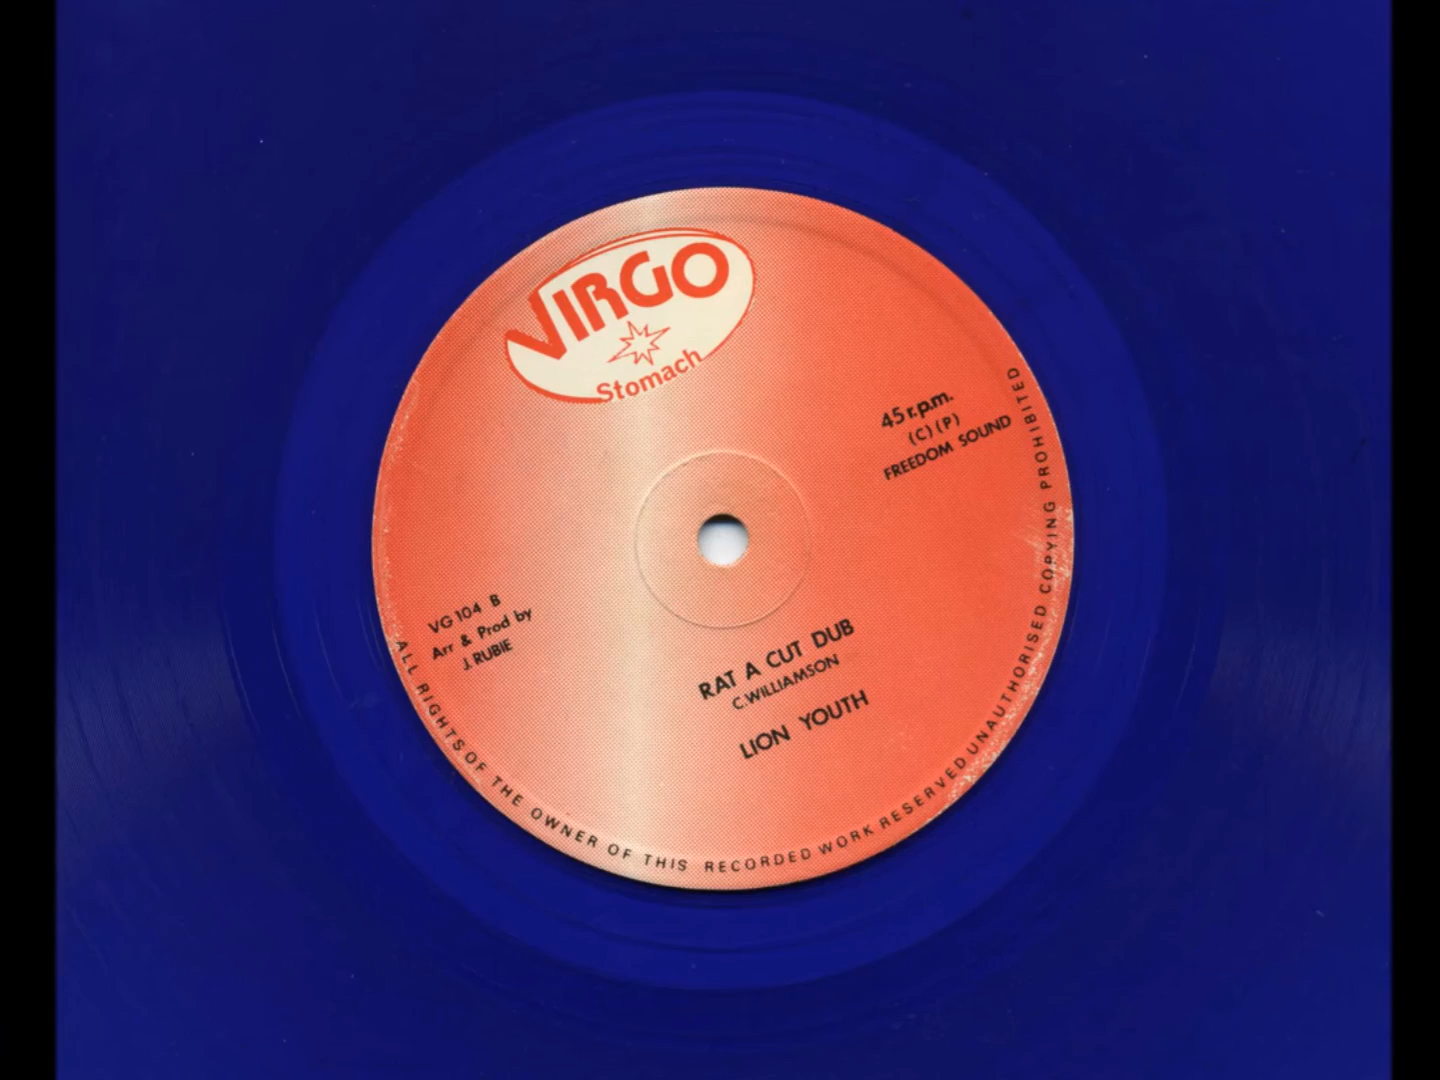 VIRGO
Stomach
45 r.p.m.
(C) (P)
FREEDOM SOUND
VG 104 B
Arr & Prod by
J. RUBIE
RAT A CUT DUB
C. WILLIAMSON
LION YOUTH
ALL RIGHTS OF THE OWNER OF THIS RECORDED WORK RESERVED UNAUTHORISED COPYING PROHIBITED